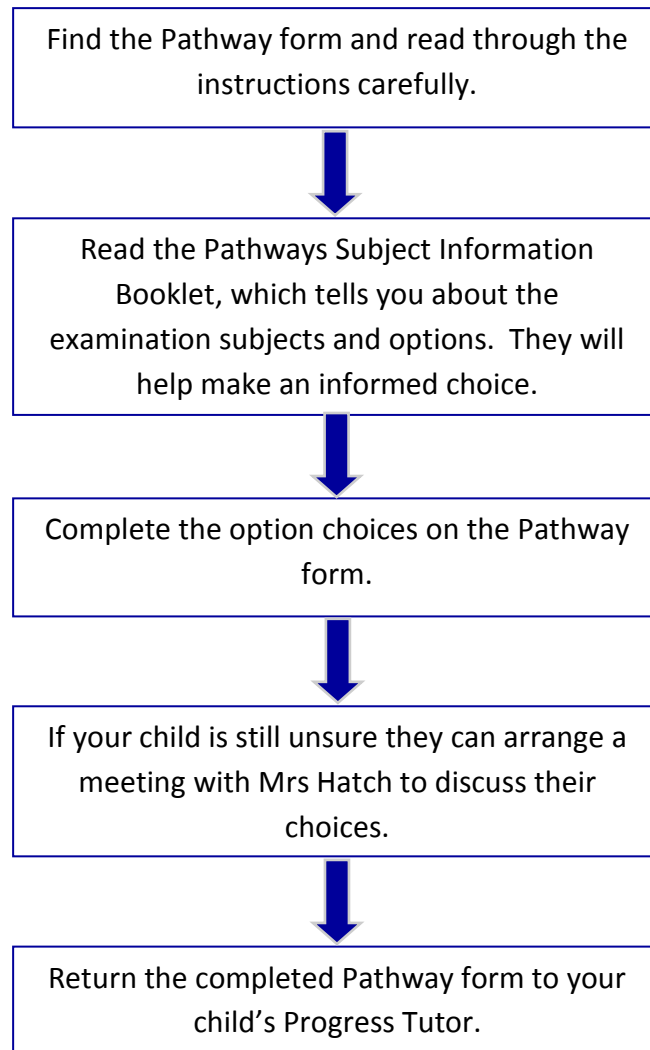 Find the Pathway form and read through the
instructions carefully.
Read the Pathways Subject Information
Booklet, which tells you about the
examination subjects and options.  They will
help make an informed choice.
Complete the option choices on the Pathway
form.
If your child is still unsure they can arrange a
meeting with Mrs Hatch to discuss their
choices.
Return the completed Pathway form to your
child’s Progress Tutor.